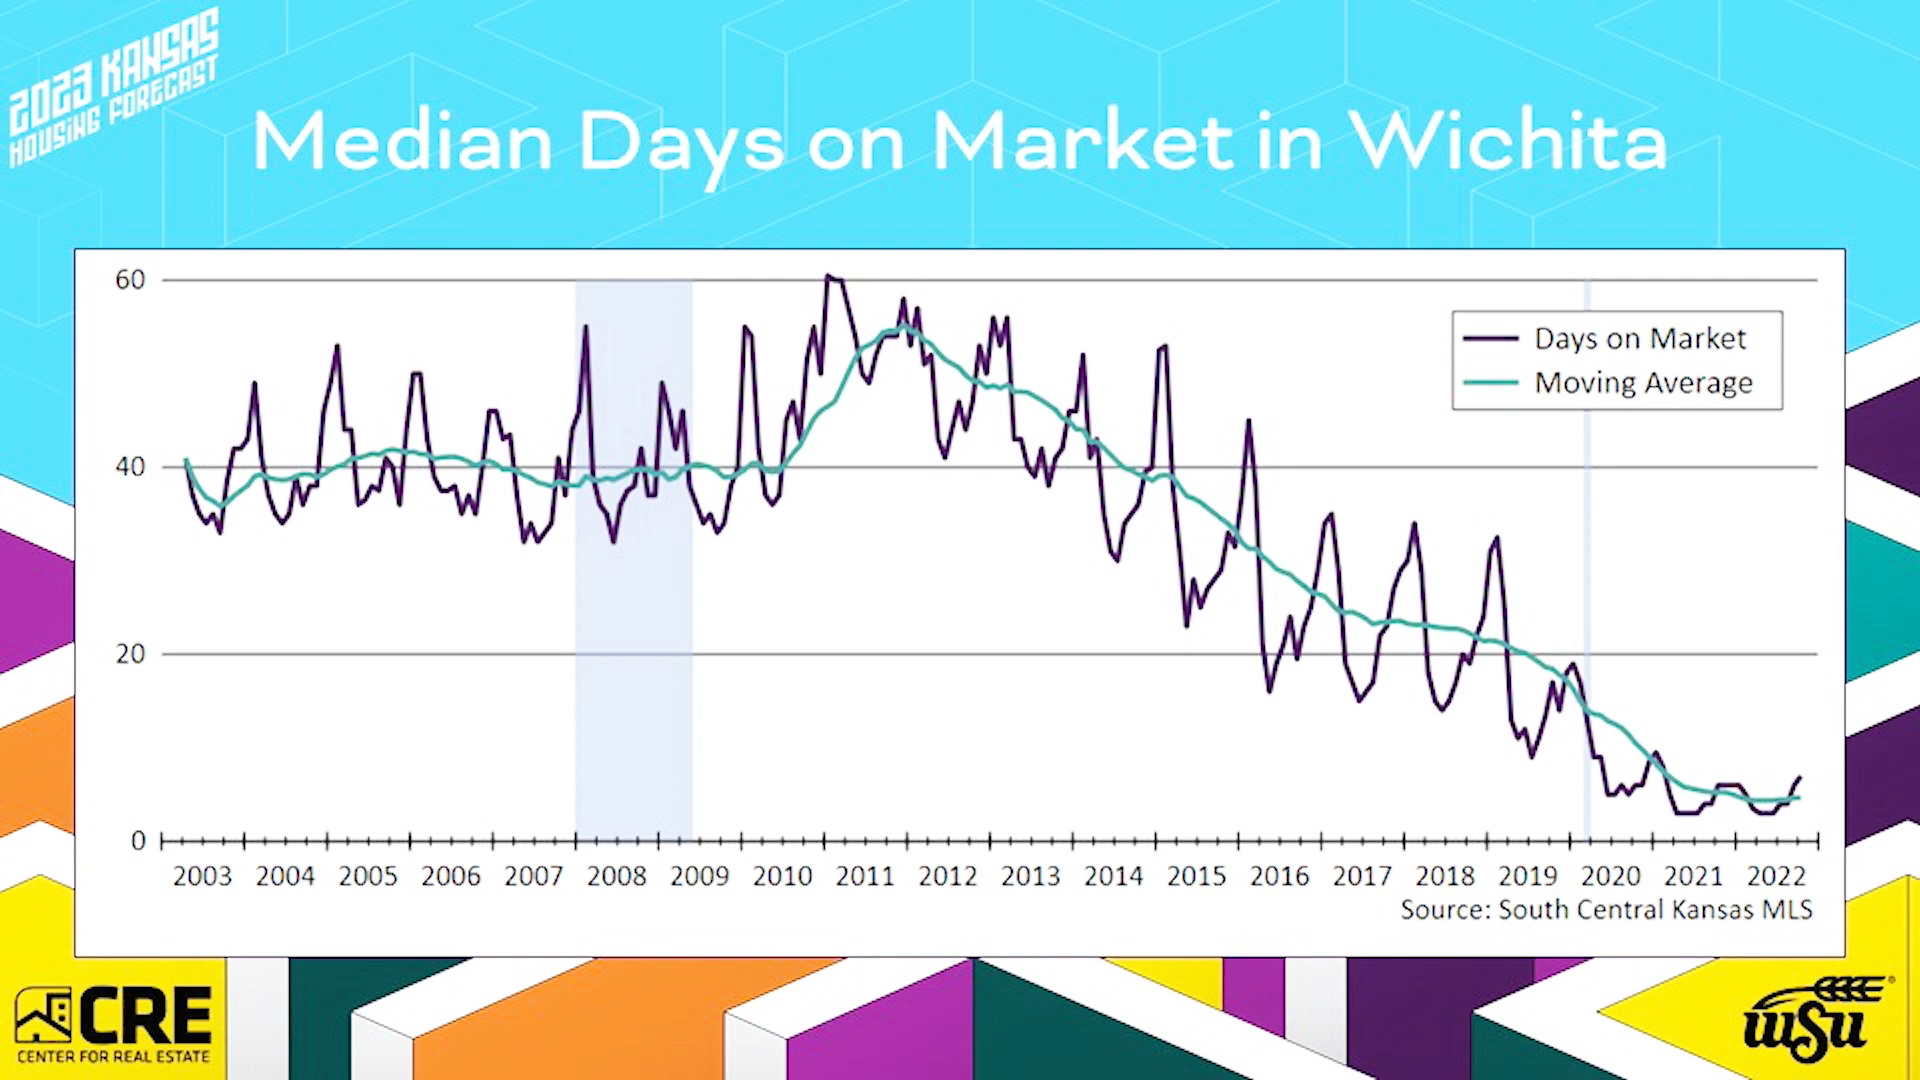 2023 KANSAS
HOUSING FORECAST
Median Days on Market in Wichita
60
Days on Market
Moving Average
40
20
0
2003 2004 2005 2006 2007 2008 2009 2010 2011 2012 2013 2014 2015 2016 2017 2018 2019 2020 2021 2022
Source: South Central Kansas MLS
CRE
CENTER FOR REAL ESTATE
WSU